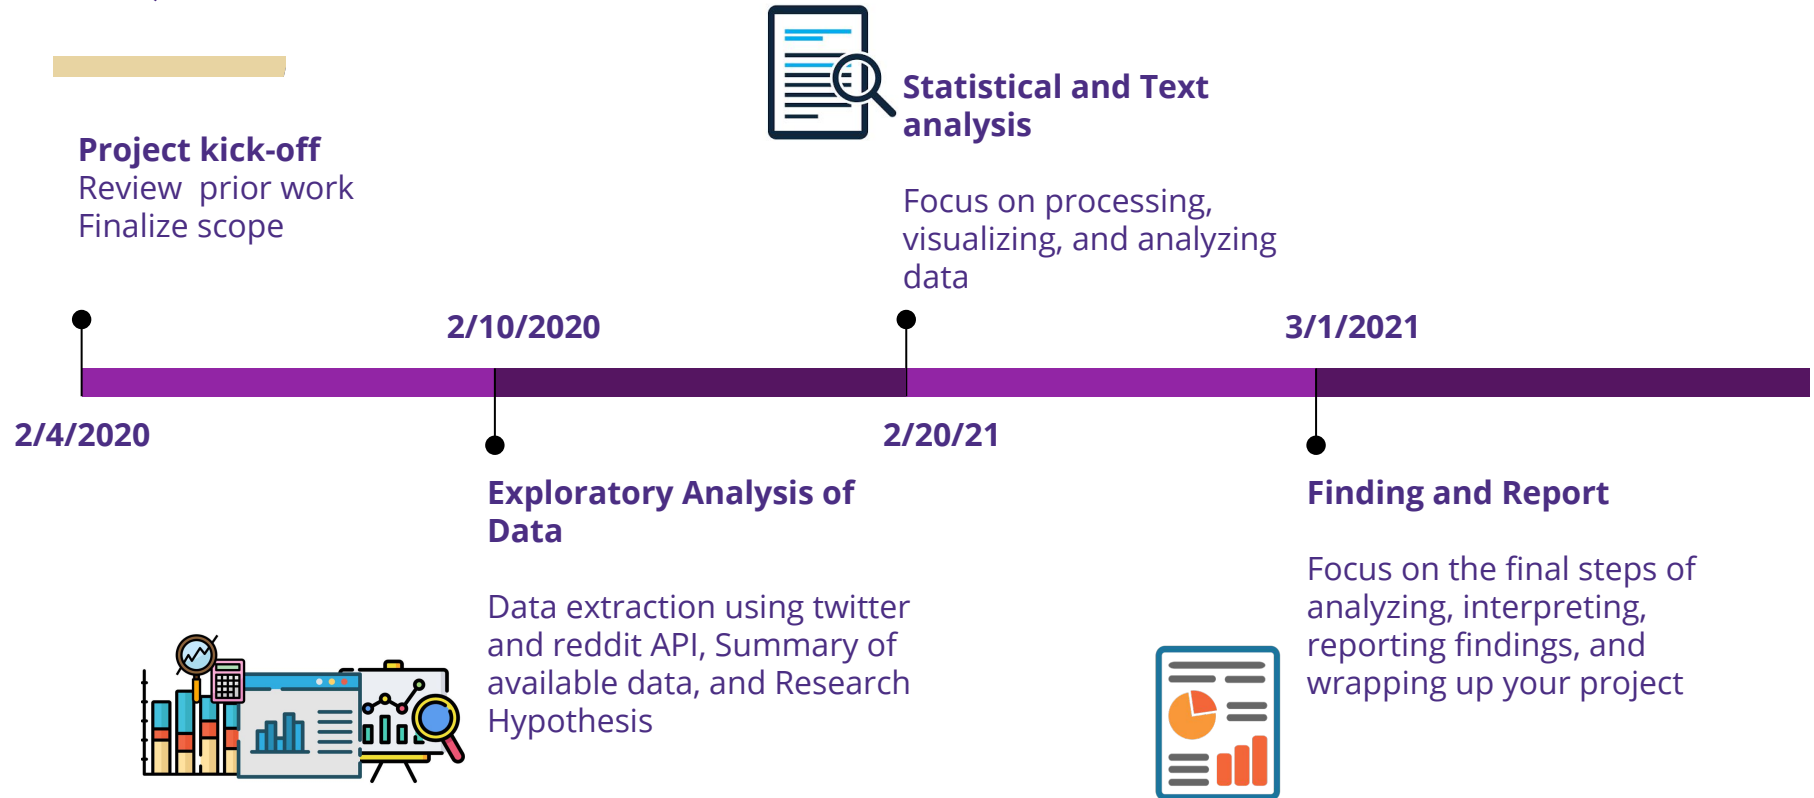 Project kick-off
Review  prior work
Finalize scope
2/4/2020
2/10/2020
Exploratory Analysis of
Data
Data extraction using twitter
and reddit API, Summary of
available data, and Research
Hypothesis
Statistical and Text
analysis
Focus on processing,
visualizing, and analyzing
data
2/20/21
3/1/2021
Finding and Report
Focus on the final steps of
analyzing, interpreting,
reporting findings, and
wrapping up your project